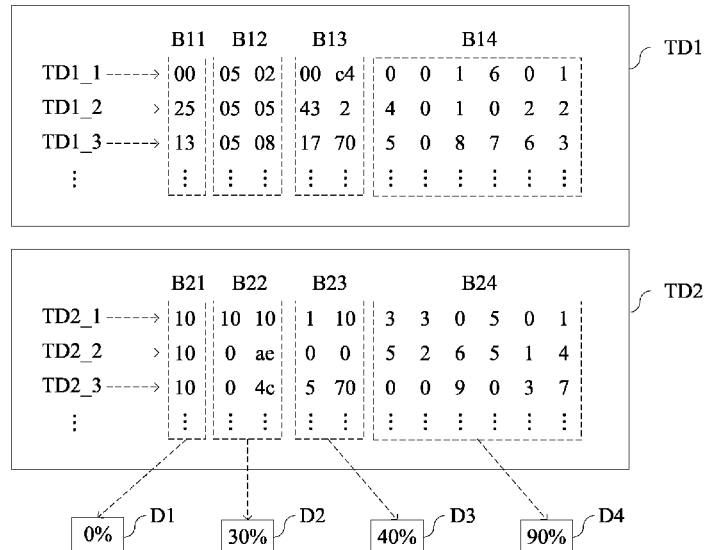 B11 B12 B13 B14
TD1
TD1_1 00 05 02 00 c4 0 0 1 6 0 1
TD1_2 25 05 05 43 2 4 0 1 0 2 2
TD1_3 13 05 08 17 70 5 0 8 7 6 3
⋮ ⋮ ⋮ ⋮ ⋮ ⋮ ⋮ ⋮ ⋮ ⋮ ⋮ ⋮
B21 B22 B23 B24
TD2
TD2_1 10 10 10 1 10 3 3 0 5 0 1
TD2_2 10 0 ae 0 0 5 2 6 5 1 4
TD2_3 10 0 4c 5 70 0 0 9 0 3 7
⋮ ⋮ ⋮ ⋮ ⋮ ⋮ ⋮ ⋮ ⋮ ⋮ ⋮ ⋮
0% D1 30% D2 40% D3 90% D4